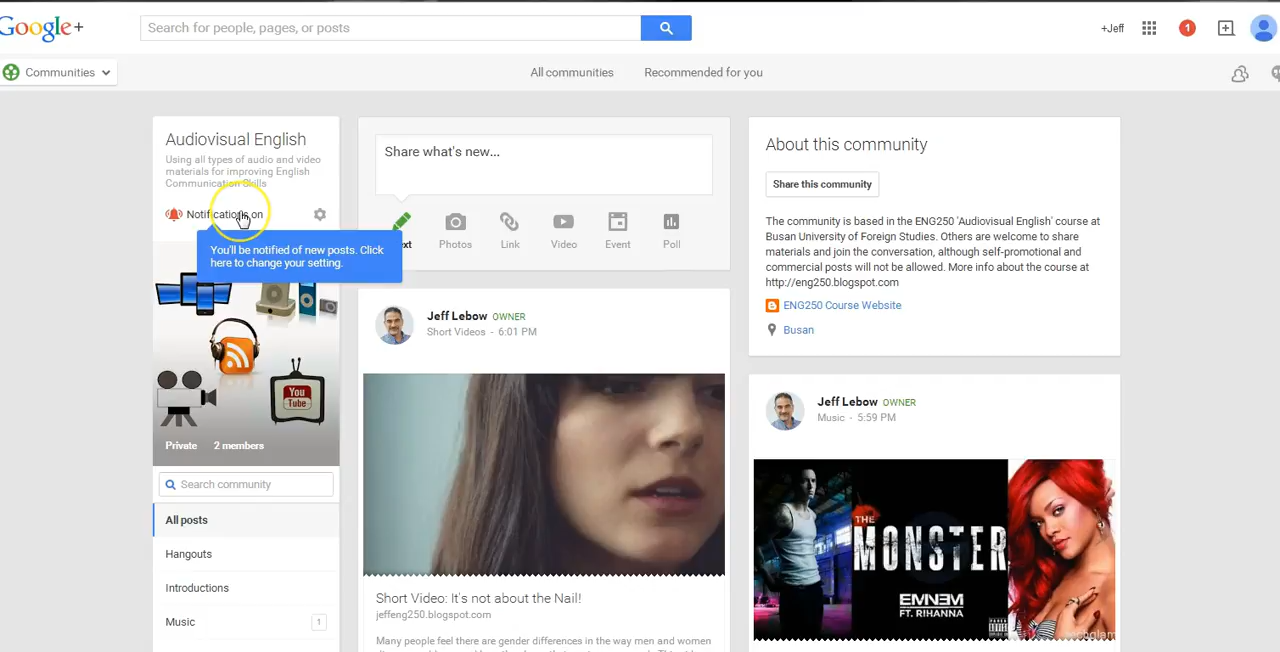 Google+
Search for people, pages, or posts
+Jeff
1
Communities
All communities
Recommended for you
Audiovisual English
Using all types of audio and video
materials for improving English
Communication Skills
Notifications on
You'll be notified of new posts. Click
here to change your setting.
You
Tube
Private 2 members
Search community
All posts
Hangouts
Introductions
Music 1
Share what's new...
Photos Link Video Event Poll
Jeff Lebow OWNER
Short Videos - 6:01 PM
Short Video: It's not about the Nail!
jeffeng250.blogspot.com
Many people feel there are gender differences in the way men and women
About this community
Share this community
The community is based in the ENG250 'Audiovisual English' course at
Busan University of Foreign Studies. Others are welcome to share
materials and join the conversation, although self-promotional and
commercial posts will not be allowed. More info about the course at
http://eng250.blogspot.com
ENG250 Course Website
Busan
Jeff Lebow OWNER
Music - 5:59 PM
THE
MONSTER
EMINEM
FT. RIHANNA